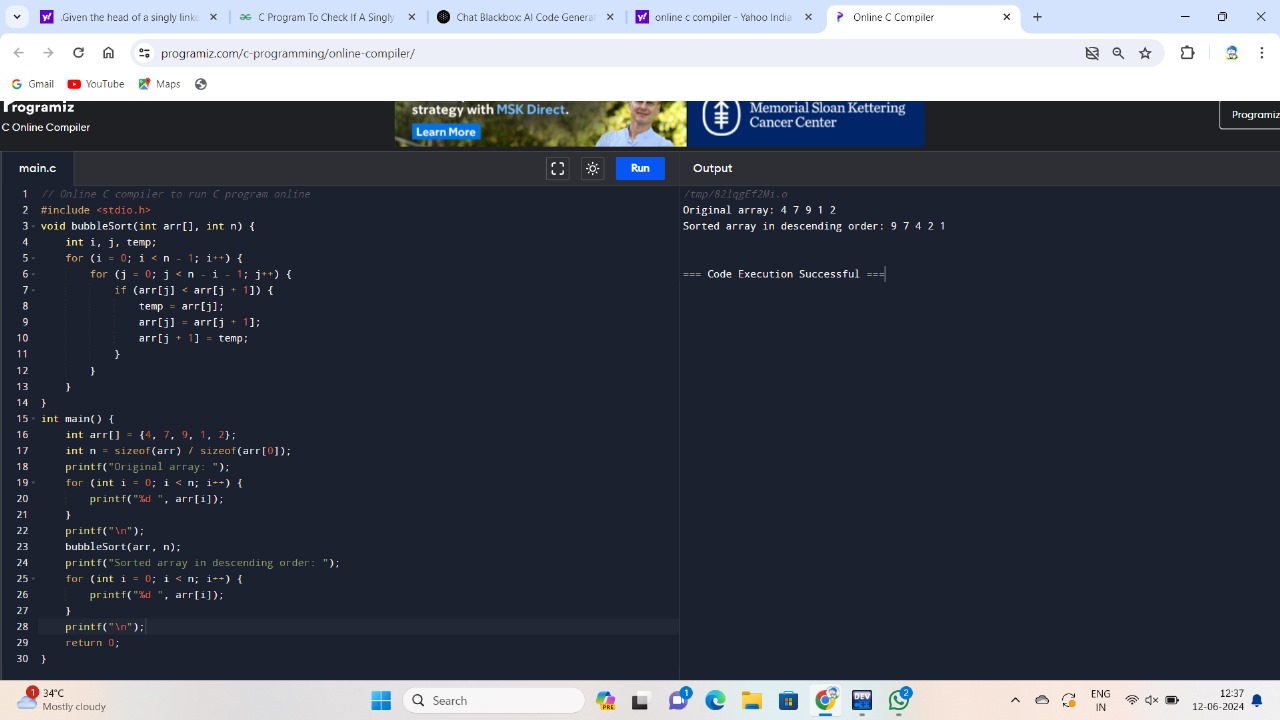 .Given the head of a singly linke
C Program To Check If A Singly
Chat Blackbox: AI Code Generat
online c compiler - Yahoo India
Online C Compiler
programiz.com/c-programming/online-compiler/
Gmail
YouTube
Maps
Programiz
C Online Compiler
strategy with MSK Direct.
Learn More
Memorial Sloan Kettering
Cancer Center
Programiz
main.c
Run
Output
1 // Online C compiler to run C program online
2 #include <stdio.h>
3 void bubbleSort(int arr[], int n) {
4 int i, j, temp;
5 for (i = 0; i < n - 1; i++) {
6 for (j = 0; j < n - i - 1; j++) {
7 if (arr[j] < arr[j + 1]) {
8 temp = arr[j];
9 arr[j] = arr[j + 1];
10 arr[j + 1] = temp;
11 }
12 }
13 }
14 }
15 int main() {
16 int arr[] = {4, 7, 9, 1, 2};
17 int n = sizeof(arr) / sizeof(arr[0]);
18 printf("Original array: ");
19 for (int i = 0; i < n; i++) {
20 printf("%d ", arr[i]);
21 }
22 printf("\n");
23 bubbleSort(arr, n);
24 printf("Sorted array in descending order: ");
25 for (int i = 0; i < n; i++) {
26 printf("%d ", arr[i]);
27 }
28 printf("\n");
29 return 0;
30 }
/tmp/82lqgEf2Mi.o
Original array: 4 7 9 1 2
Sorted array in descending order: 9 7 4 2 1
=== Code Execution Successful ===
1
34°C
Mostly cloudy
Search
PRE
1
DEV
2
ENG
IN
12:37
12-06-2024